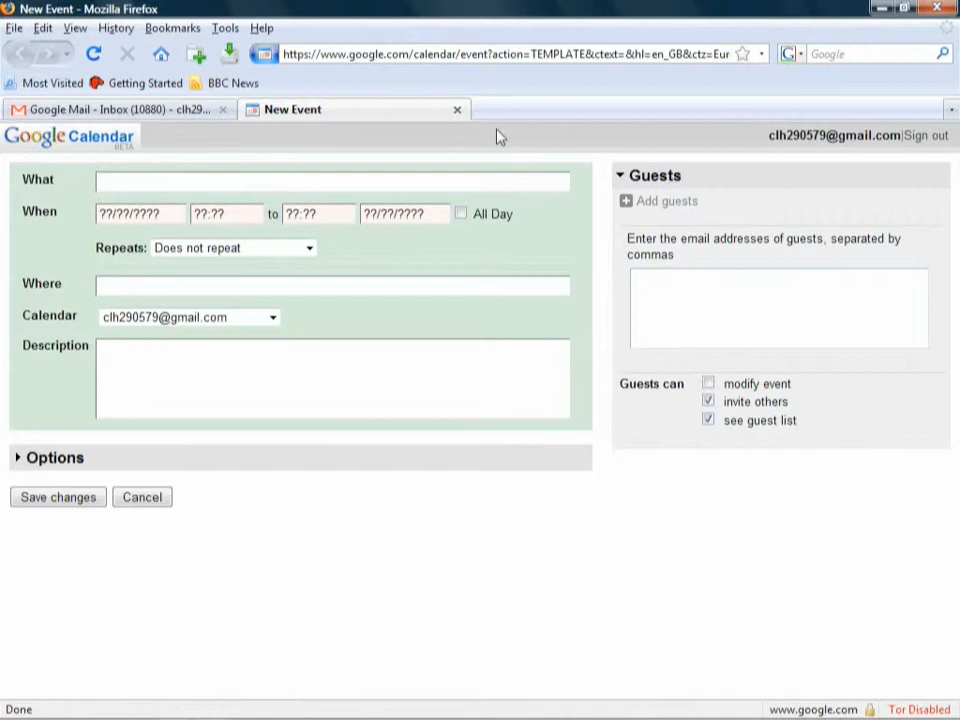 New Event - Mozilla Firefox
File Edit View History Bookmarks Tools Help
https://www.google.com/calendar/event?action=TEMPLATE&ctext=&hl=en_GB&ctz=Eur
Google
Most Visited Getting Started BBC News
Google Mail - Inbox (10880) - clh29... New Event
Google Calendar
BETA
clh290579@gmail.com|Sign out
What
When ??/??/???? ??:?? to ??:?? ??/??/???? All Day
Repeats: Does not repeat
Where
Calendar clh290579@gmail.com
Description
Options
Save changes Cancel
Guests
Add guests
Enter the email addresses of guests, separated by
commas
Guests can modify event
invite others
see guest list
Done www.google.com Tor Disabled